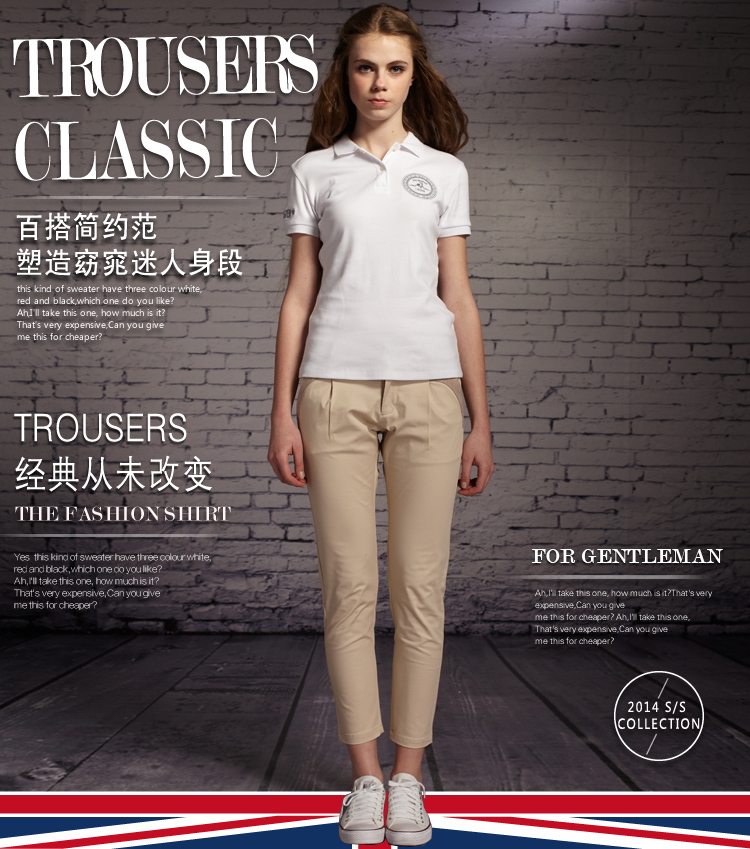 TROUSERS
CLASSIC
百搭简约范
塑造窈窕迷人身段
this kind of sweater have three colour white,
red and black,which one do you like?
Ah,I'll take this one, how much is it?
That's very expensive,Can you give
me this for cheaper?
TROUSERS
经典从未改变
THE FASHION SHIRT
Yes this kind of sweater have three colour white,
red and black,which one do you like?
Ah,I'll take this one, how much is it?
That's very expensive,Can you give
me this for cheaper?
FOR GENTLEMAN
Ah,I'll take this one, how much is it?That's very
expensive,Can you give
me this for cheaper? Ah,I'll take this one,
That's very expensive,Can you give
me this for cheaper?
2014 S/S
COLLECTION